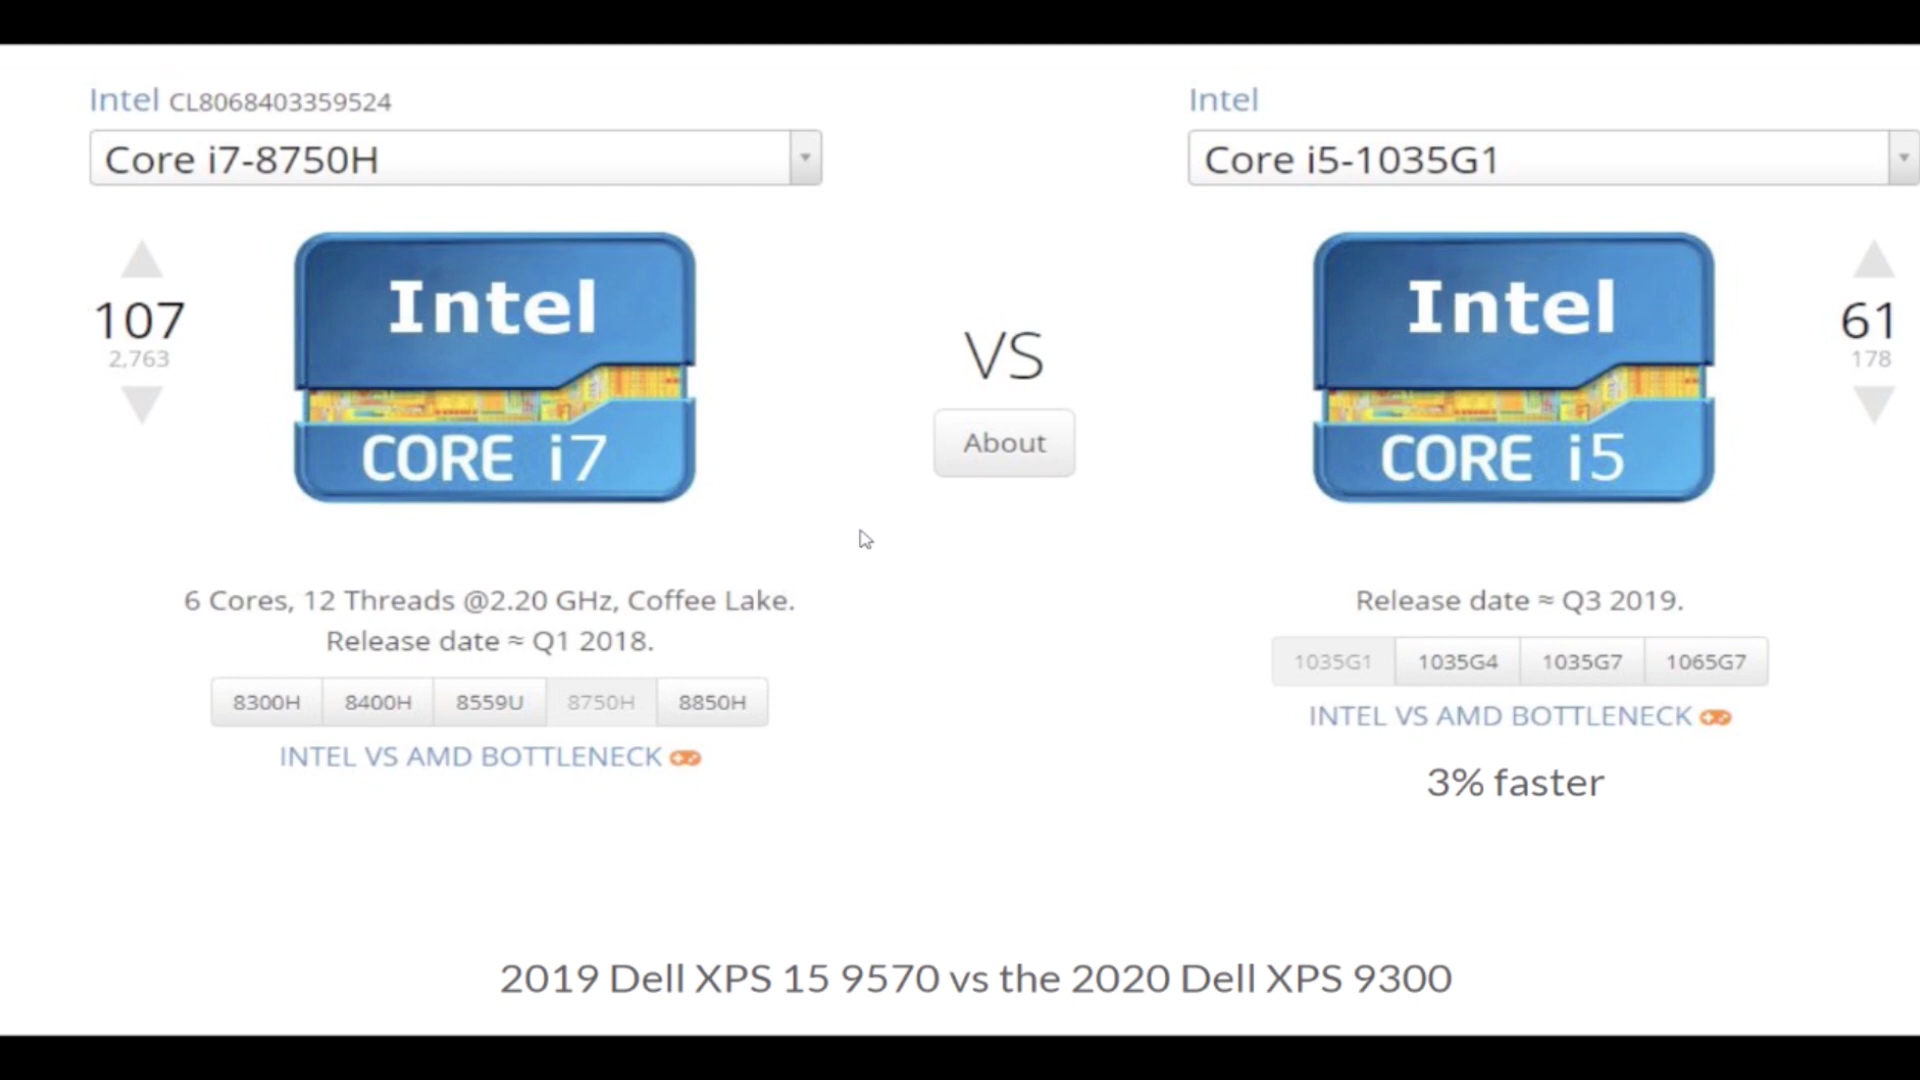 Intel CL8068403359524
Core i7-8750H
107
2,763
Intel
CORE i7
6 Cores, 12 Threads @2.20 GHz, Coffee Lake.
Release date ≈ Q1 2018.
8300H 8400H 8559U 8750H 8850H
INTEL VS AMD BOTTLENECK
VS
About
Intel
Core i5-1035G1
61
178
Intel
CORE i5
Release date ≈ Q3 2019.
1035G1 1035G4 1035G7 1065G7
INTEL VS AMD BOTTLENECK
3% faster
2019 Dell XPS 15 9570 vs the 2020 Dell XPS 9300